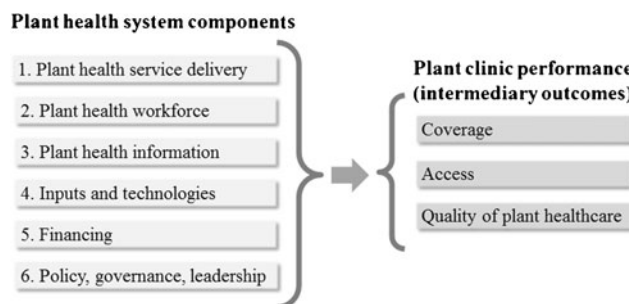 Plant health system components
1. Plant health service delivery
2. Plant health workforce
3. Plant health information
4. Inputs and technologies
5. Financing
6. Policy, governance, leadership
Plant clinic performance
(intermediary outcomes)
Coverage
Access
Quality of plant healthcare